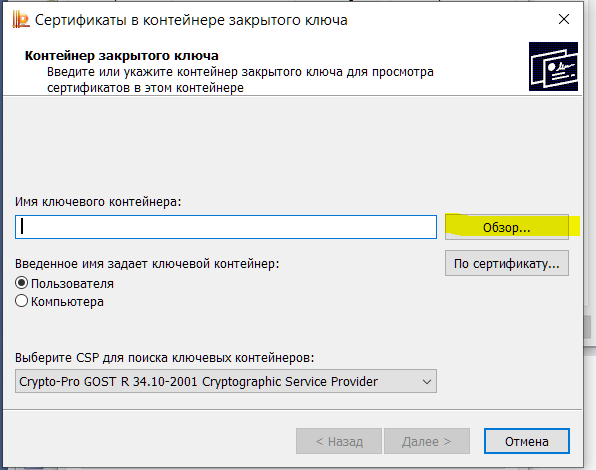 Сертификаты в контейнере закрытого ключа
Контейнер закрытого ключа
Введите или укажите контейнер закрытого ключа для просмотра
сертификатов в этом контейнере
Имя ключевого контейнера:
Обзор...
Введенное имя задает ключевой контейнер:
По сертификату...
Пользователя
Компьютера
Выберите CSP для поиска ключевых контейнеров:
Crypto-Pro GOST R 34.10-2001 Cryptographic Service Provider
< Назад
Далее >
Отмена